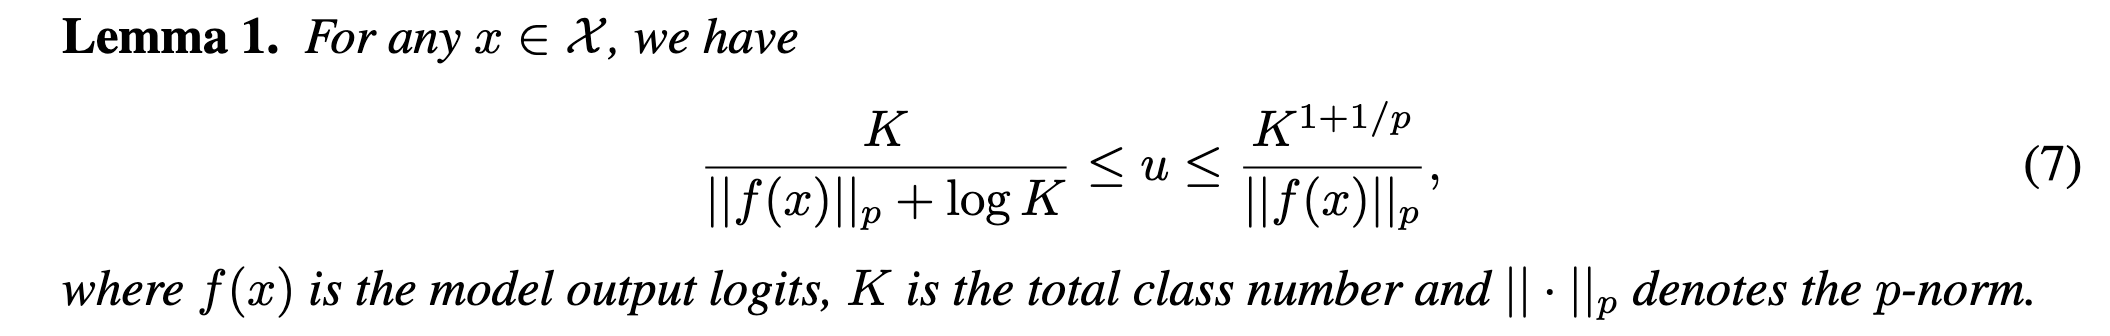 Lemma 1. For any x ∈ 𝒳, we have
K / (||f(x)||_p + log K) ≤ u ≤ K^{1+1/p} / ||f(x)||_p, (7)
where f(x) is the model output logits, K is the total class number and || · ||_p denotes the p-norm.